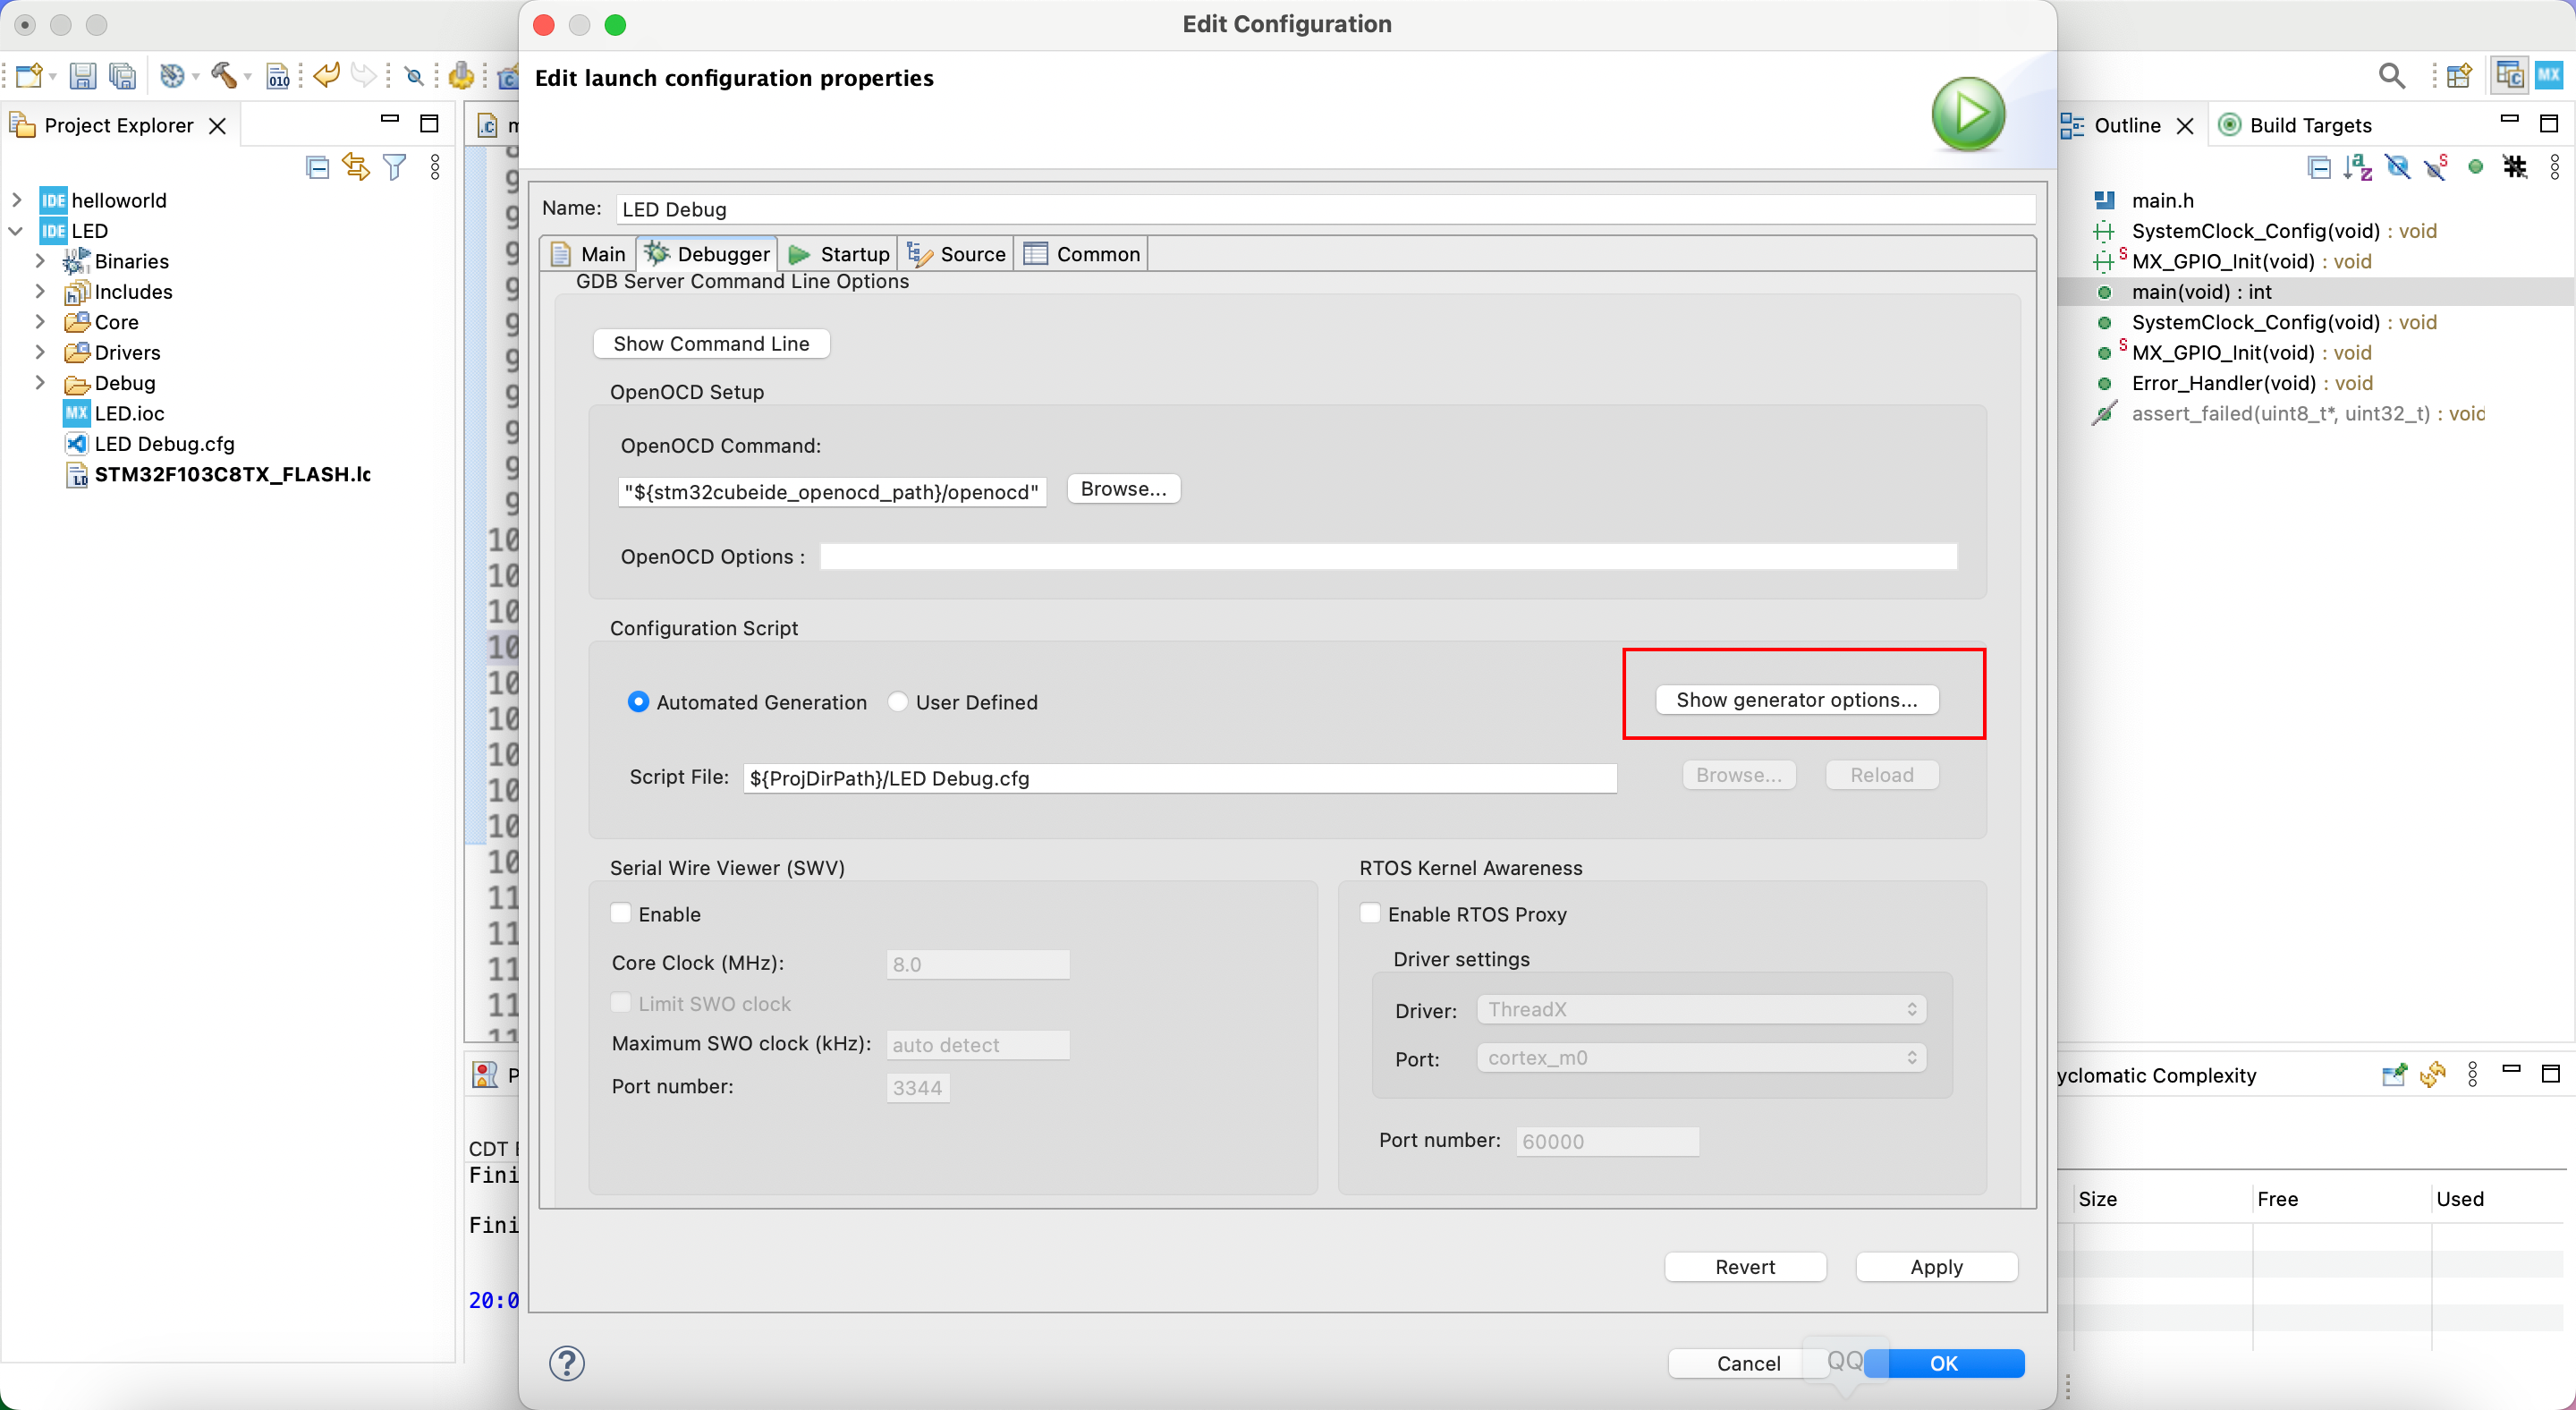 Edit Configuration
Edit launch configuration properties
Project Explorer
helloworld
LED
Binaries
Includes
Core
Drivers
Debug
LED.ioc
LED Debug.cfg
STM32F103C8TX_FLASH.lc
Name: LED Debug
Main Debugger Startup Source Common
GDB Server Command Line Options
Show Command Line
OpenOCD Setup
OpenOCD Command:
"${stm32cubeide_openocd_path}/openocd" Browse...
OpenOCD Options :
Configuration Script
Automated Generation User Defined Show generator options...
Script File: ${ProjDirPath}/LED Debug.cfg Browse... Reload
Serial Wire Viewer (SWV)
Enable
Core Clock (MHz): 8.0
Limit SWO clock
Maximum SWO clock (kHz): auto detect
Port number: 3344
RTOS Kernel Awareness
Enable RTOS Proxy
Driver settings
Driver: ThreadX
Port: cortex_m0
Port number: 60000
Revert Apply
Cancel QQ OK
Outline Build Targets
main.h
SystemClock_Config(void) : void
MX_GPIO_Init(void) : void
main(void) : int
SystemClock_Config(void) : void
MX_GPIO_Init(void) : void
Error_Handler(void) : void
assert_failed(uint8_t*, uint32_t) : void
yclomatic Complexity
Size Free Used
CDT
Fini
Fini
20:0